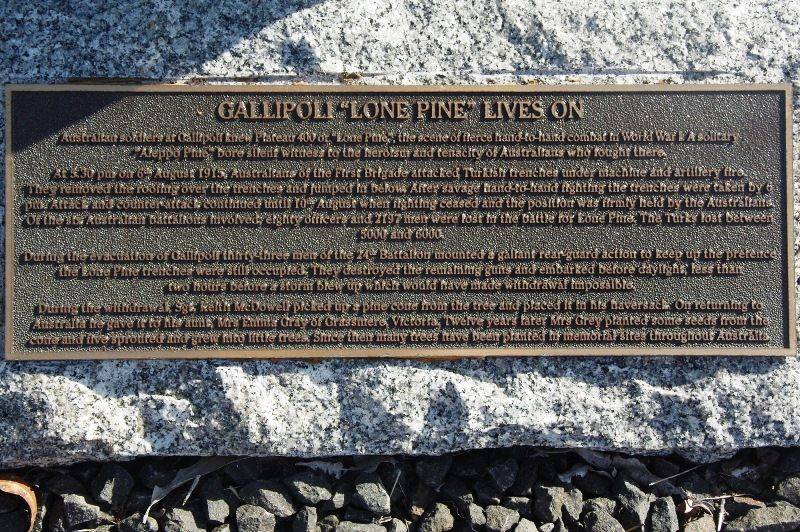 GALLIPOLI "LONE PINE" LIVES ON
Australian soldiers at Gallipoli knew Plateau 400 or "Lone Pine", the scene of fierce hand-to-hand combat in World War I. A solitary
"Aleppo Pine" bore silent witness to the heroism and tenacity of Australians who fought there.
At 5.30 pm on 6th August 1915, Australians of the First Brigade attacked Turkish trenches under machine and artillery fire.
They removed the roofing over the trenches and jumped in below. After savage hand-to-hand fighting the trenches were taken by 6
pm. Attack and counter-attack continued until 10th August when fighting ceased and the position was firmly held by the Australians.
Of the six Australian battalions involved, eighty officers and 2197 men were lost in the battle for Lone Pine. The Turks lost between
5000 and 6000.
During the evacuation of Gallipoli thirty-three men of the 24th Battalion mounted a gallant rear-guard action to keep up the pretence
the Lone Pine trenches were still occupied. They destroyed the remaining guns and embarked before daylight, less than
two hours before a storm blew up which would have made withdrawal impossible.
During the withdrawal, Sgt. Keith McDowell picked up a pine cone from the tree and placed it in his haversack. On returning to
Australia he gave it to his aunt, Mrs Emma Gray of Grassmere, Victoria. Twelve years later Mrs Grey planted some seeds from the
cone and five sprouted and grew into little trees. Since then many trees have been planted in memorial sites throughout Australia.